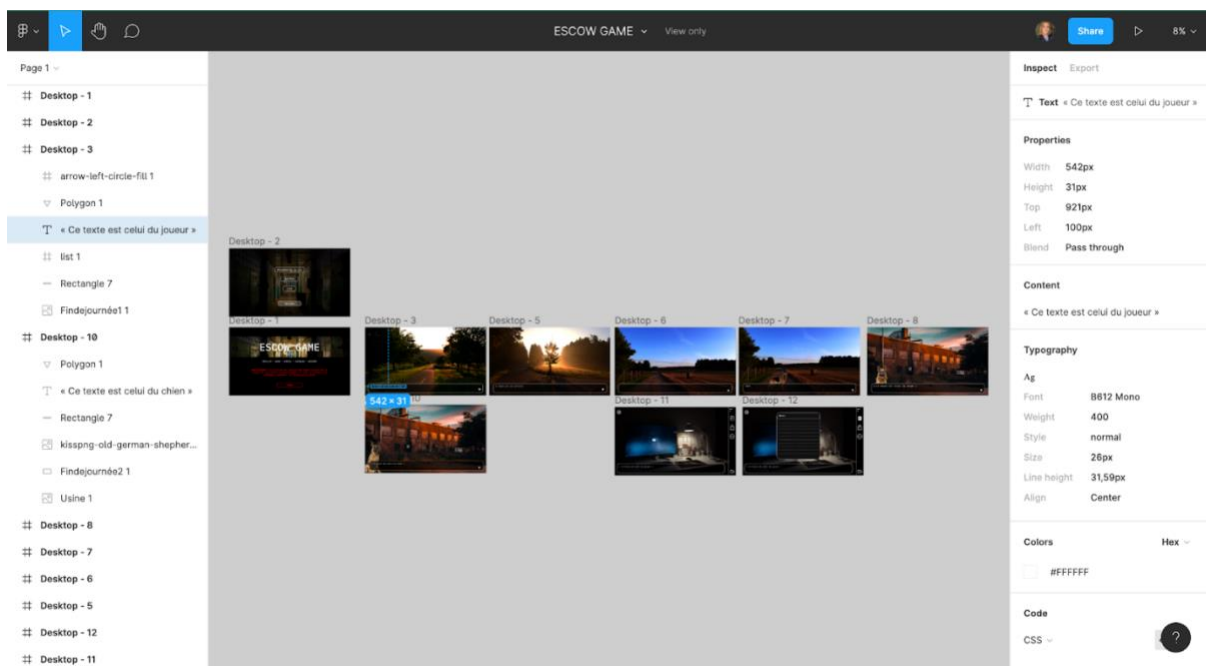 ESCOW GAME
View only
Share
8%
Page 1
Desktop - 1
Desktop - 2
Desktop - 3
arrow-left-circle-fill 1
Polygon 1
« Ce texte est celui du joueur »
list 1
Rectangle 7
Findejournée1 1
Desktop - 10
Polygon 1
« Ce texte est celui du chien »
Rectangle 7
kisspng-old-german-shepher...
Findejournée2 1
Usine 1
Desktop - 8
Desktop - 7
Desktop - 6
Desktop - 5
Desktop - 12
Desktop - 11
Desktop - 2
Desktop - 1
ESCOW GAME
Desktop - 3
Desktop - 5
Desktop - 6
Desktop - 7
Desktop - 8
542 × 31
10
Desktop - 11
Desktop - 12
Inspect Export
T Text « Ce texte est celui du joueur »
Properties
Width 542px
Height 31px
Top 921px
Left 100px
Blend Pass through
Content
« Ce texte est celui du joueur »
Typography
Ag
Font B612 Mono
Weight 400
Style normal
Size 26px
Line height 31,59px
Align Center
Colors Hex
#FFFFFF
Code
CSS
?